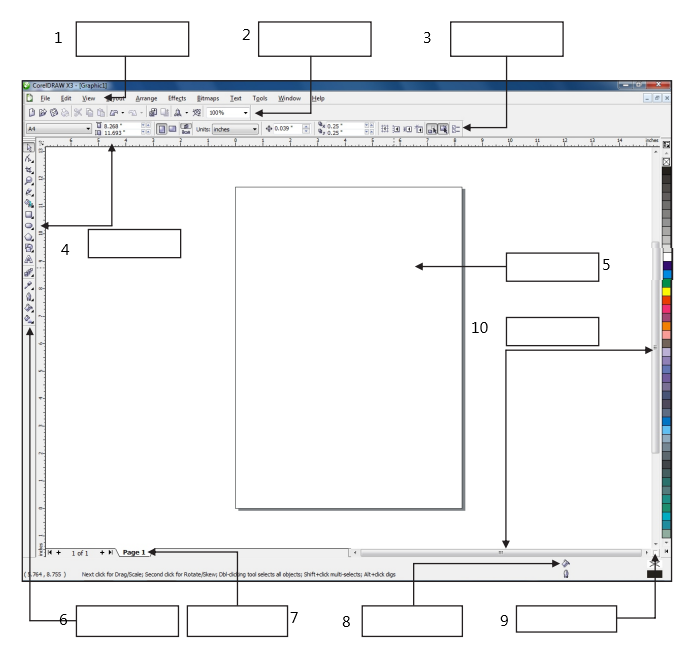 1 2 3
CorelDRAW X3 - [Graphic1]
File Edit View Layout Arrange Effects Bitmaps Text Tools Window Help
100%
A4 8.268 " 11.693 " Units: inches 0.039 " 0.25 " 0.25 "
inches
4
5
10
1 of 1 Page 1
(5.764, 8.755 ) Next click for Drag/Scale; Second click for Rotate/Skew; Dbl-clicking tool selects all objects; Shift+click multi-selects; Alt+click digs
6 7 8 9